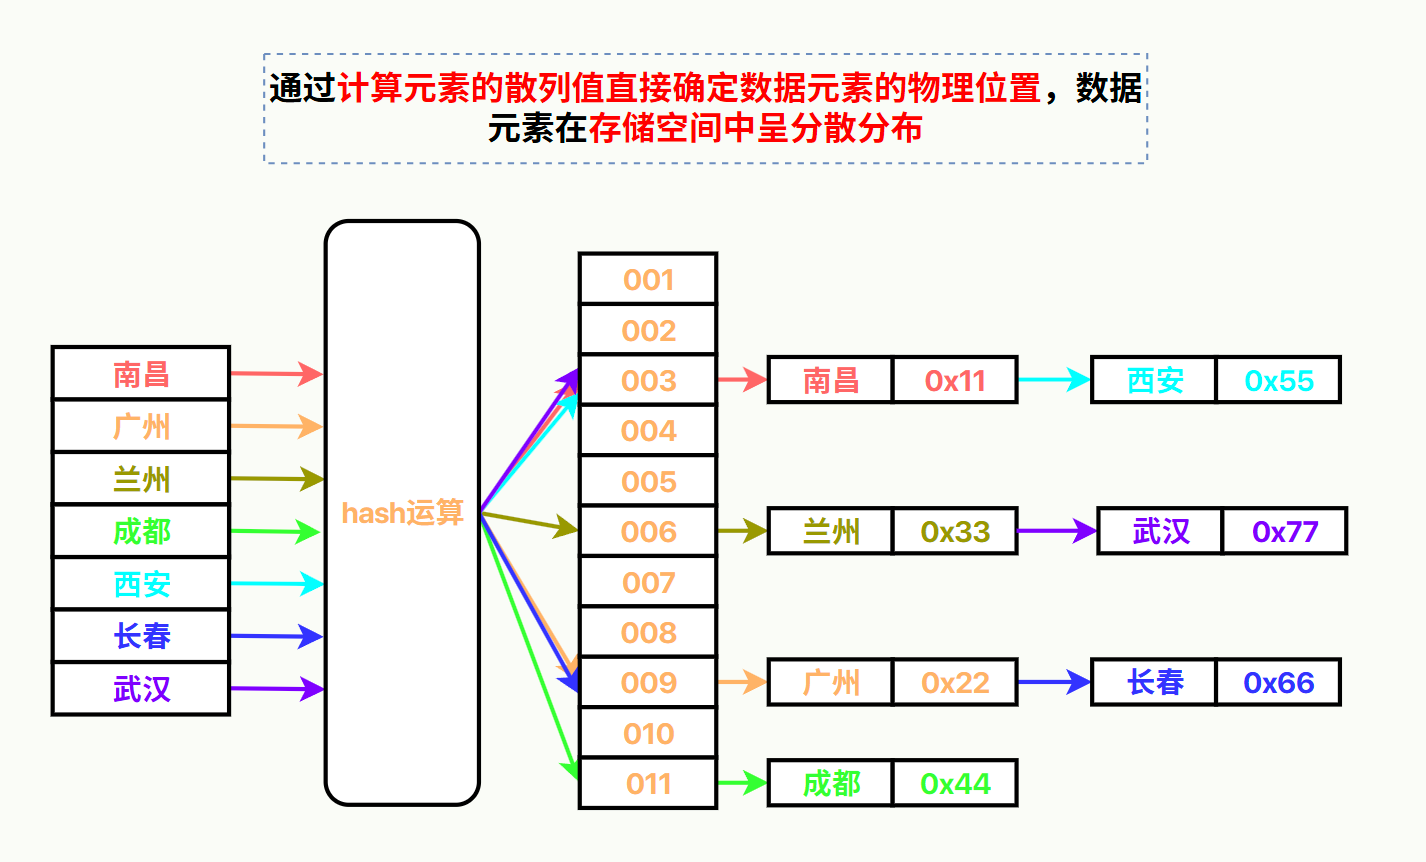 通过计算元素的散列值直接确定数据元素的物理位置，数据
元素在存储空间中呈分散分布
南昌
广州
兰州
成都
西安
长春
武汉
hash运算
001
002
003
004
005
006
007
008
009
010
011
南昌 0x11 西安 0x55
兰州 0x33 武汉 0x77
广州 0x22 长春 0x66
成都 0x44